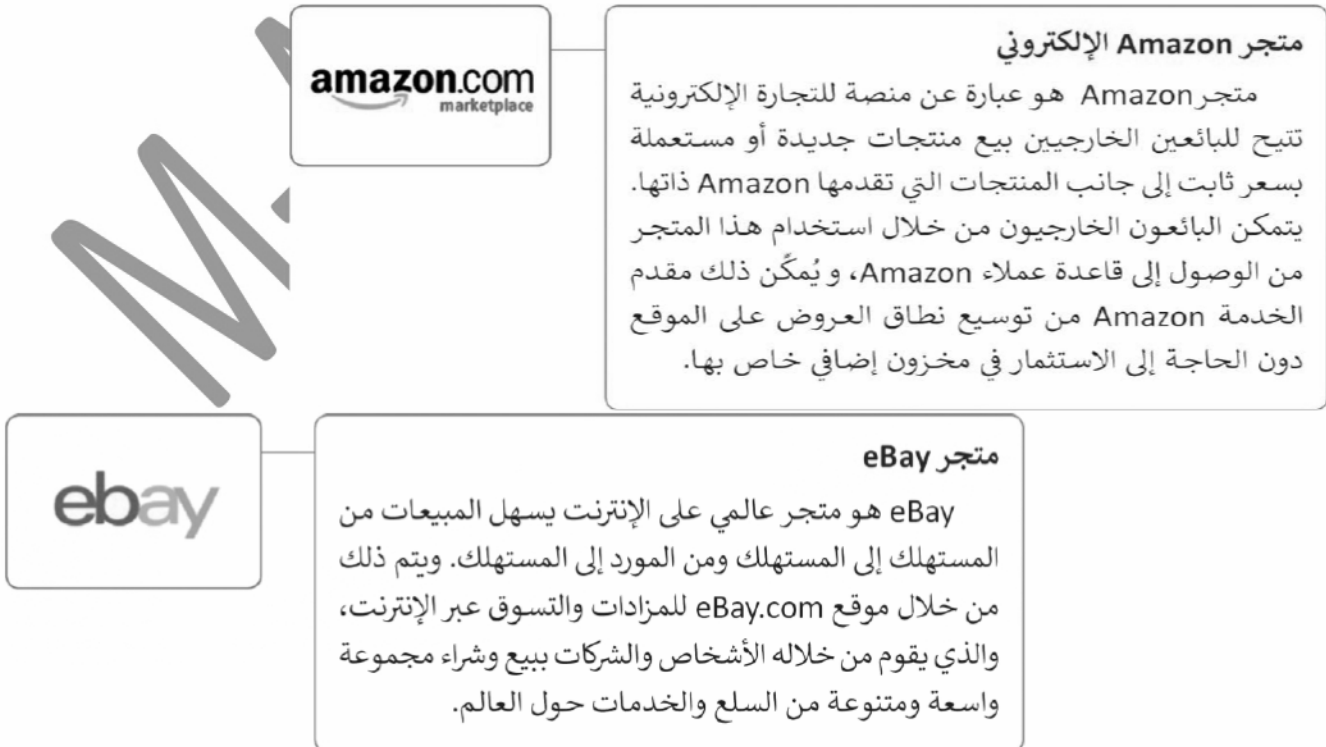 amazon.com
marketplace
متجر Amazon الإلكتروني
متجر Amazon هو عبارة عن منصة للتجارة الإلكترونية
تتيح للبائعين الخارجيين بيع منتجات جديدة أو مستعملة
بسعر ثابت إلى جانب المنتجات التي تقدمها Amazon ذاتها.
يتمكن البائعون الخارجيون من خلال استخدام هذا المتجر
من الوصول إلى قاعدة عملاء Amazon، و يُمكّن ذلك مقدم
الخدمة Amazon من توسيع نطاق العروض على الموقع
دون الحاجة إلى الاستثمار في مخزون إضافي خاص بها.
ebay
متجر eBay
eBay هو متجر عالمي على الإنترنت يسهل المبيعات من
المستهلك إلى المستهلك ومن المورد إلى المستهلك. ويتم ذلك
من خلال موقع eBay.com للمزادات والتسوق عبر الإنترنت،
والذي يقوم من خلاله الأشخاص والشركات ببيع وشراء مجموعة
واسعة ومتنوعة من السلع والخدمات حول العالم.